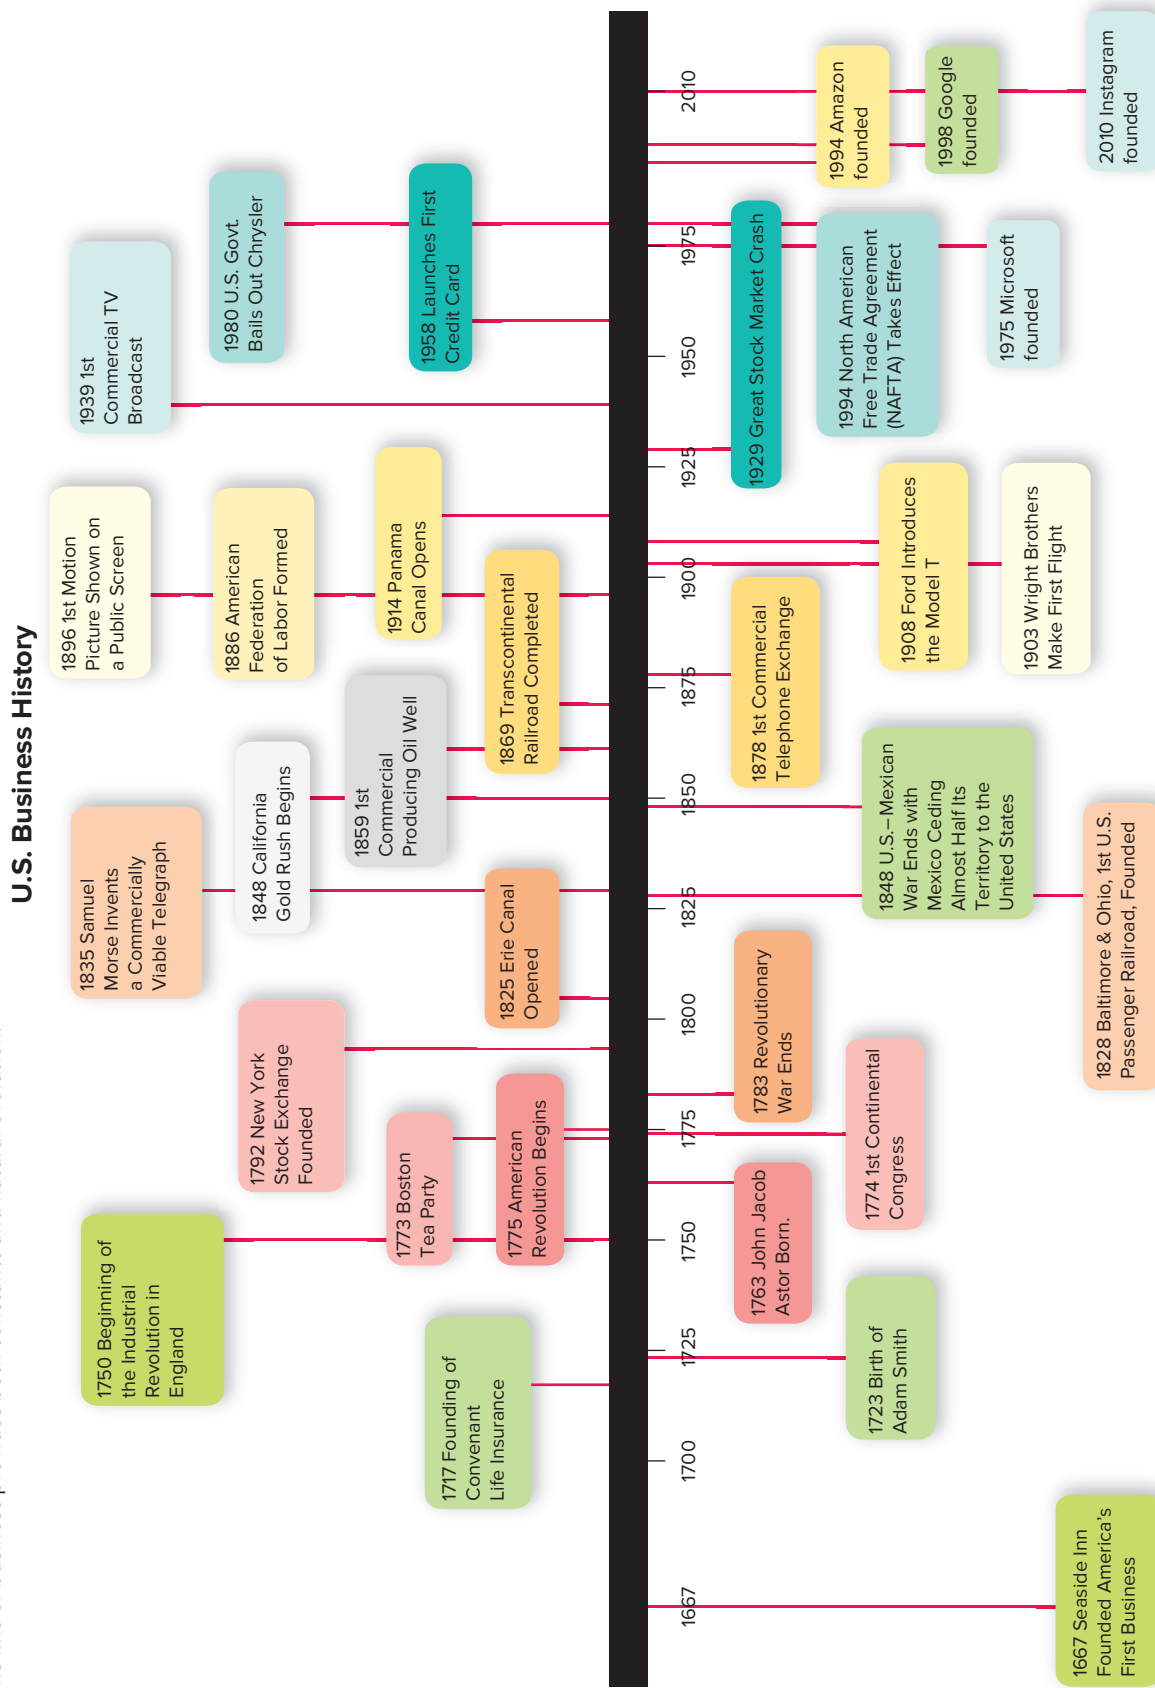 U.S. Business History
1750 Beginning of
the Industrial
Revolution in
England
1835 Samuel
Morse Invents
a Commercially
Viable Telegraph
1896 1st Motion
Picture Shown on
a Public Screen
1939 1st
Commercial TV
Broadcast
1792 New York
Stock Exchange
Founded
1848 California
Gold Rush Begins
1886 American
Federation
of Labor Formed
1980 U.S. Govt.
Bails Out Chrysler
1717 Founding of
Convenant
Life Insurance
1773 Boston
Tea Party
1859 1st
Commercial
Producing Oil Well
1914 Panama
Canal Opens
1958 Launches First
Credit Card
1775 American
Revolution Begins
1825 Erie Canal
Opened
1869 Transcontinental
Railroad Completed
1667
1700
1725
1750
1775
1800
1825
1850
1875
1900
1925
1950
1975
2010
1763 John Jacob
Astor Born.
1783 Revolutionary
War Ends
1878 1st Commercial
Telephone Exchange
1929 Great Stock Market Crash
1723 Birth of
Adam Smith
1774 1st Continental
Congress
1848 U.S.–Mexican
War Ends with
Mexico Ceding
Almost Half Its
Territory to the
United States
1908 Ford Introduces
the Model T
1994 North American
Free Trade Agreement
(NAFTA) Takes Effect
1994 Amazon
founded
1998 Google
founded
1903 Wright Brothers
Make First Flight
1975 Microsoft
founded
1667 Seaside Inn
Founded America's
First Business
1828 Baltimore & Ohio, 1st U.S.
Passenger Railroad, Founded
2010 Instagram
founded